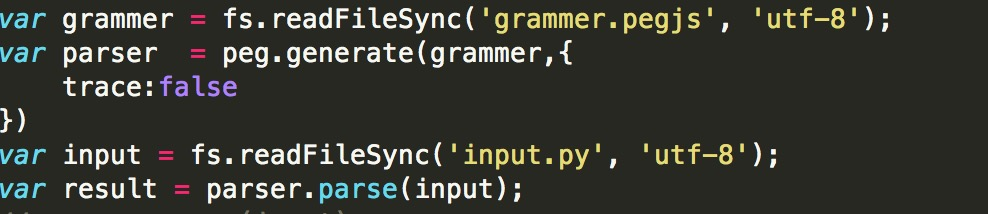 var grammer = fs.readFileSync('grammer.pegjs', 'utf-8');
var parser  = peg.generate(grammer,{
    trace:false
})
var input = fs.readFileSync('input.py', 'utf-8');
var result = parser.parse(input);